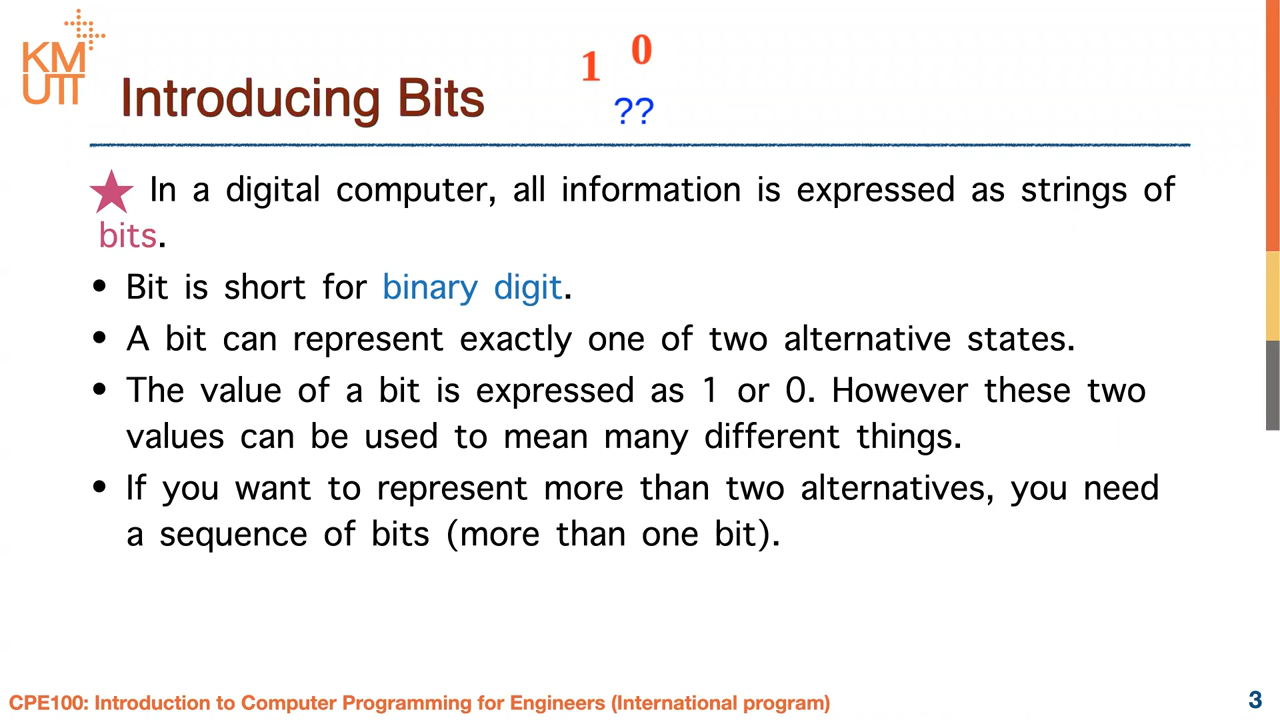 KM
UTT
1 0
??
Introducing Bits
In a digital computer, all information is expressed as strings of
bits.
• Bit is short for binary digit.
• A bit can represent exactly one of two alternative states.
• The value of a bit is expressed as 1 or 0. However these two
values can be used to mean many different things.
• If you want to represent more than two alternatives, you need
a sequence of bits (more than one bit).
CPE100: Introduction to Computer Programming for Engineers (International program)
3